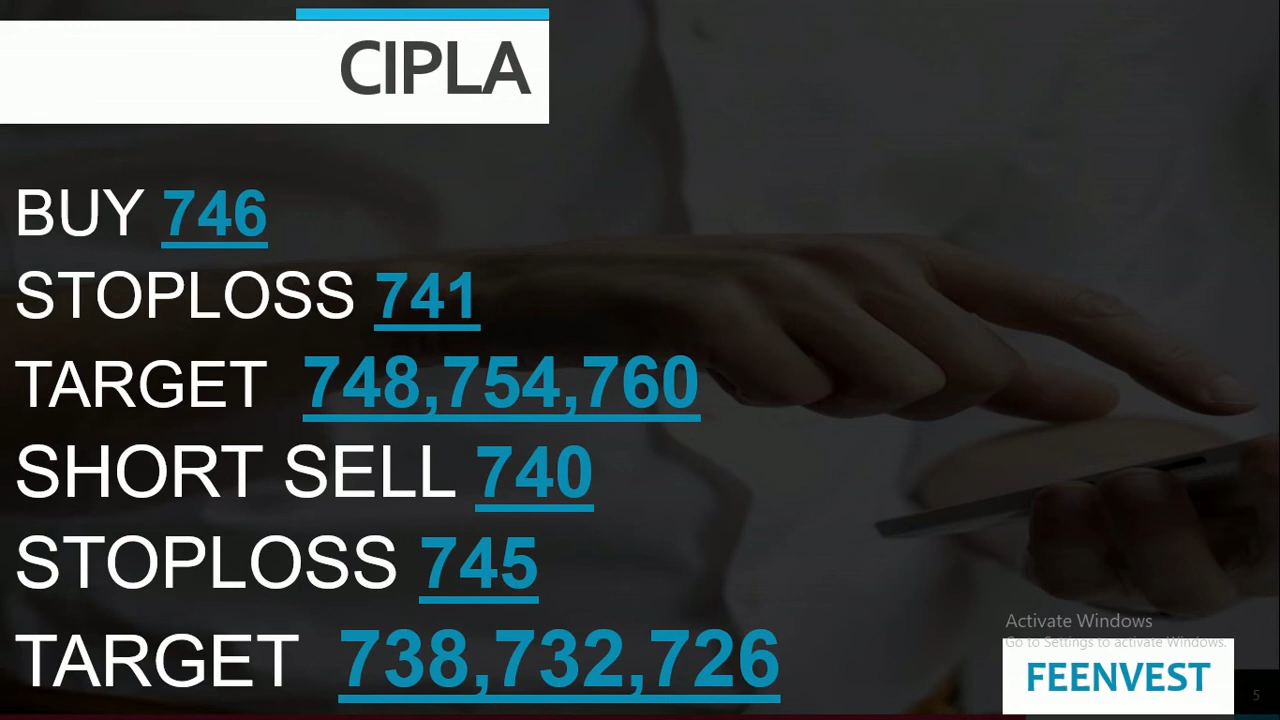 CIPLA
BUY 746
STOPLOSS 741
TARGET 748,754,760
SHORT SELL 740
STOPLOSS 745
TARGET 738,732,726
Activate Windows
Go to Settings to activate Windows.
FEENVEST
5